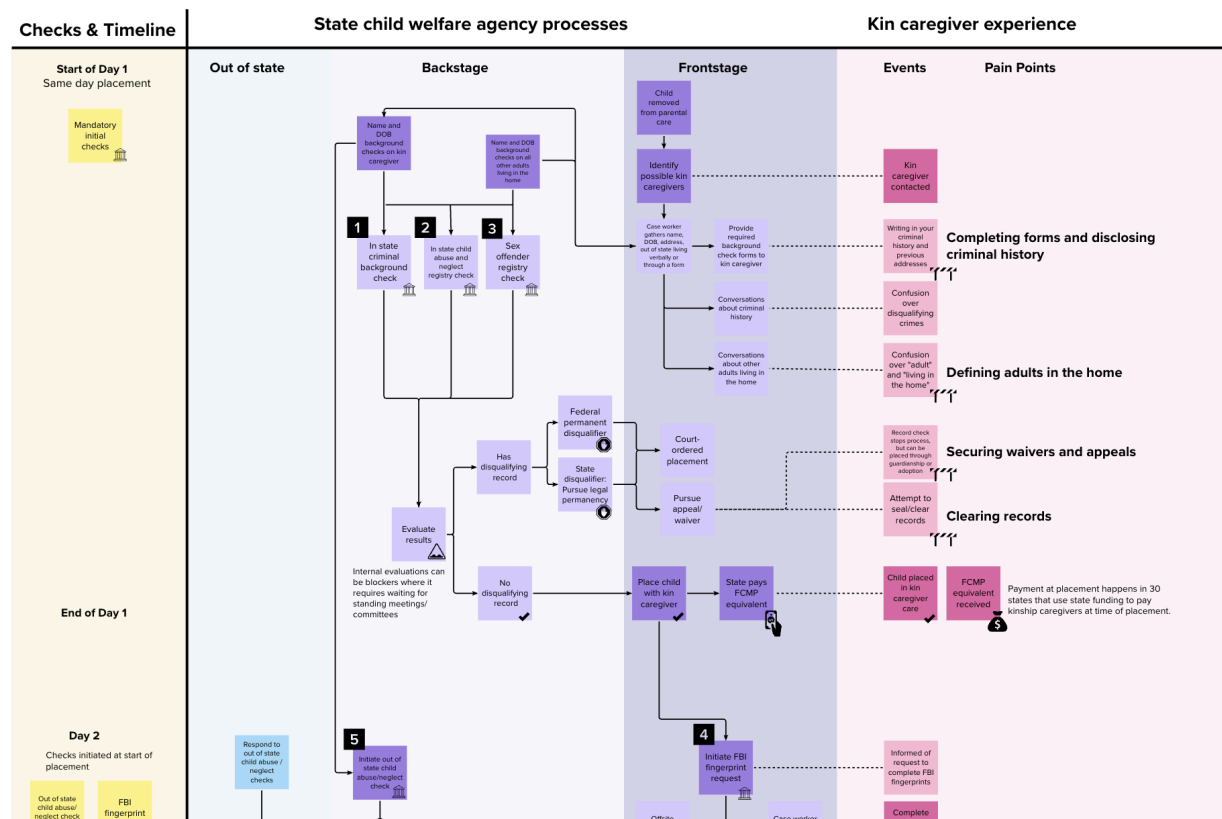 Checks & Timeline
State child welfare agency processes
Kin caregiver experience
Start of Day 1
Same day placement
Out of state
Backstage
Frontstage
Events
Pain Points
Mandatory
initial
checks
Name and
DOB
background
checks on kin
caregiver
Name and DOB
background
checks on all
other adults
living in the
home
Child
removed
from parental
care
Identify
possible kin
caregivers
Kin
caregiver
contacted
1
In state
criminal
background
check
2
In state child
abuse and
neglect
registry check
3
Sex
offender
registry
check
Case worker
gathers name,
DOB, address,
out of state living
verbally or
through a form
Provide
required
background
check forms to
kin caregiver
Writing in your
criminal
history and
previous
addresses
Completing forms and disclosing
criminal history
Conversations
about criminal
history
Confusion
over
disqualifying
crimes
Conversations
about other
adults living in
the home
Confusion
over "adult"
and "living in
the home"
Defining adults in the home
Federal
permanent
disqualifier
Has
disqualifying
record
State
disqualifier:
Pursue legal
permanency
Court-
ordered
placement
Pursue
appeal/
waiver
Record check
stops process,
but can be
placed through
guardianship or
adoption
Securing waivers and appeals
Attempt to
seal/clear
records
Clearing records
Evaluate
results
Internal evaluations can
be blockers where it
requires waiting for
standing meetings/
committees
No
disqualifying
record
Place child
with kin
caregiver
State pays
FCMP
equivalent
Child placed
in kin
caregiver
care
FCMP
equivalent
received
$
Payment at placement happens in 30
states that use state funding to pay
kinship caregivers at time of placement.
End of Day 1
Day 2
Checks initiated at start of
placement
Out of state
child abuse/
neglect check
FBI
fingerprint
Respond to
out of state
child abuse /
neglect
checks
5
Initiate out of
state child
abuse/neglect
check
4
Initiate FBI
fingerprint
request
Informed of
request to
complete FBI
fingerprints
Offsite
Case worker
Complete